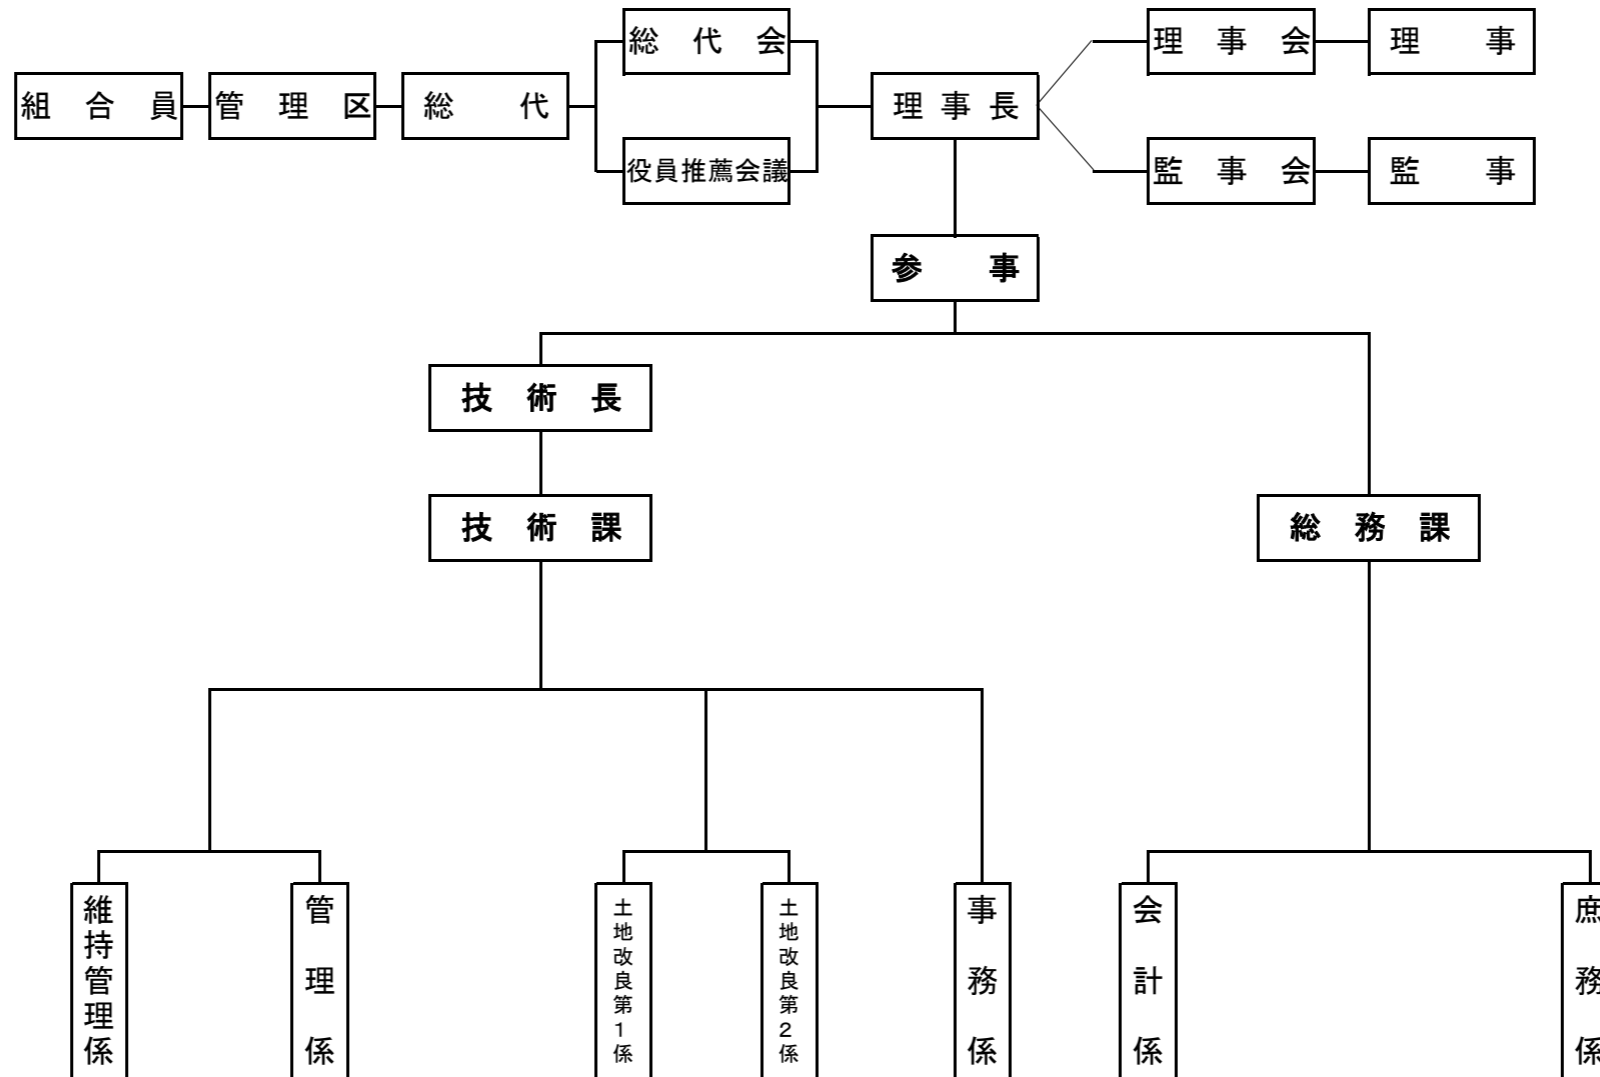 総代会
理事会
理事
組合員
管理区
総代
理事長
役員推薦会議
監事会
監事
参事
技術長
技術課
総務課
維持管理係
管理係
土地改良第1係
土地改良第2係
事務係
会計係
庶務係